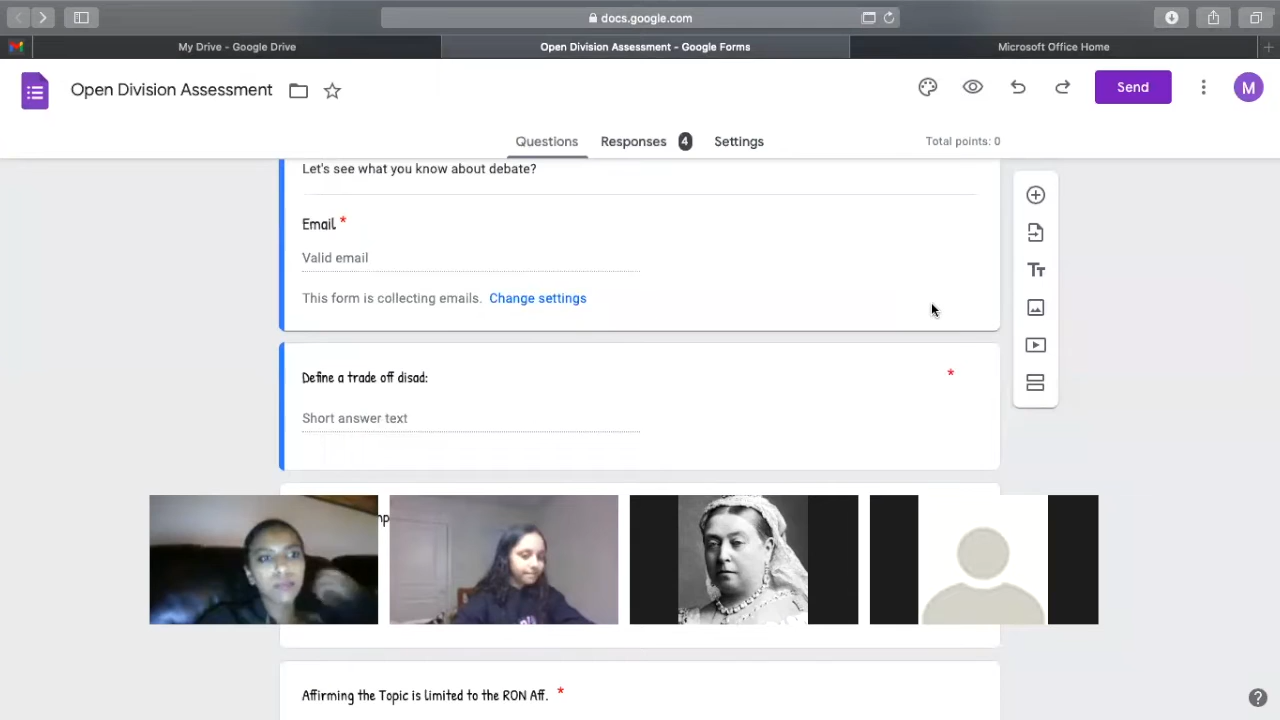 docs.google.com
My Drive - Google Drive
Open Division Assessment - Google Forms
Microsoft Office Home
Open Division Assessment
Send
M
Questions
Responses 4
Settings
Total points: 0
Let's see what you know about debate?
Email *
Valid email
This form is collecting emails. Change settings
Define a trade off disad: *
Short answer text
Affirming the Topic is limited to the RON Aff. *